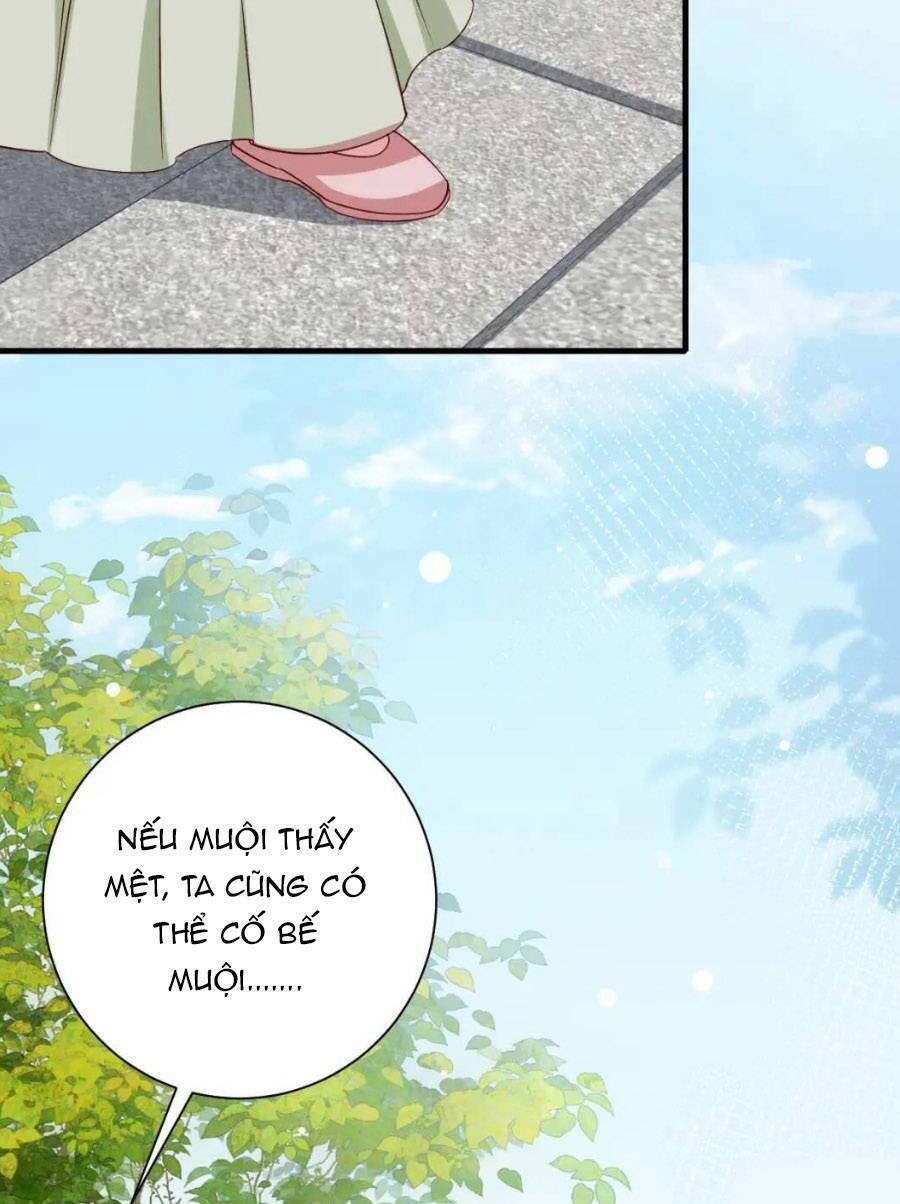 NẾU MUỘI THẤY
MỆT, TA CŨNG CÓ
THỂ CỐ BẾ
MUỘI.......